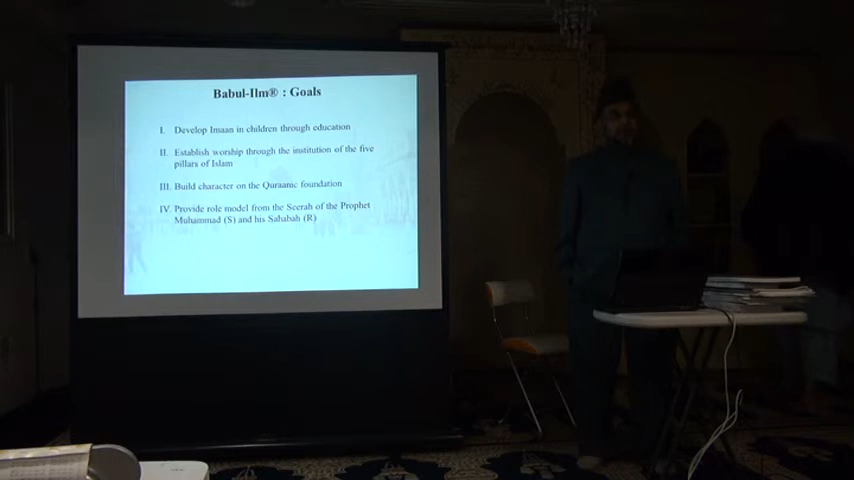 Babul-Ilm® : Goals
I. Develop Imaan in children through education
II. Establish worship through the institution of the five
pillars of Islam
III. Build character on the Quraanic foundation
IV. Provide role model from the Seerah of the Prophet
Muhammad (S) and his Sahabah (R)